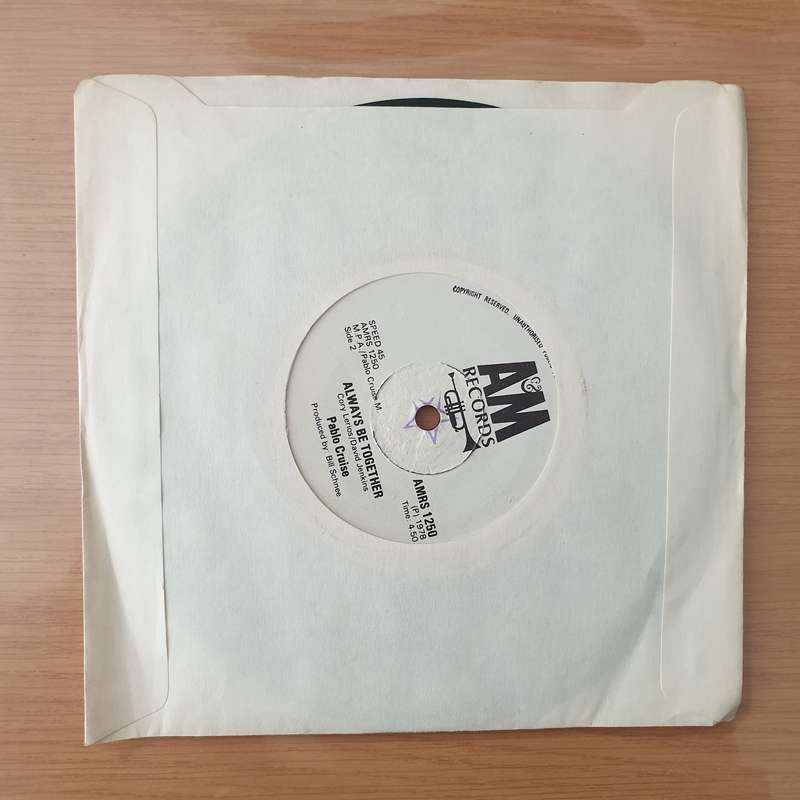 COPYRIGHT RESERVED. UNAUTHORISED
A&M
RECORDS
SPEED 45
AMRS 1250
M.P.A./Pablo Cruise M
Side 2
AMRS 1250
(P) 1978
Time: 4.50
ALWAYS BE TOGETHER
Cory Lerios/David Jenkins
Pablo Cruise
Produced by: Bill Schnee